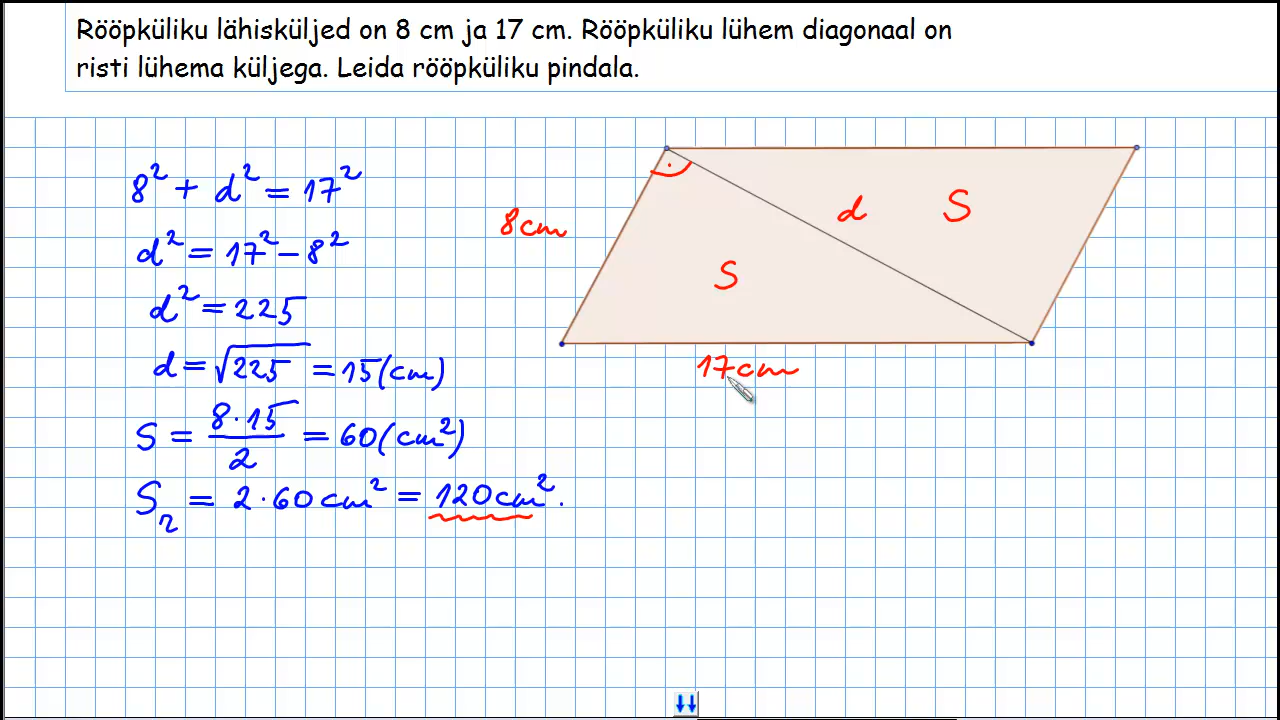 Rööpküliku lähisküljed on 8 cm ja 17 cm. Rööpküliku lühem diagonaal on
risti lühema küljega. Leida rööpküliku pindala.
8² + d² = 17²
d² = 17² − 8²
d² = 225
d = √225 = 15(cm)
S = 8·15/2 = 60(cm²)
S_r = 2·60cm² = 120cm².
8cm
d
S
S
17cm